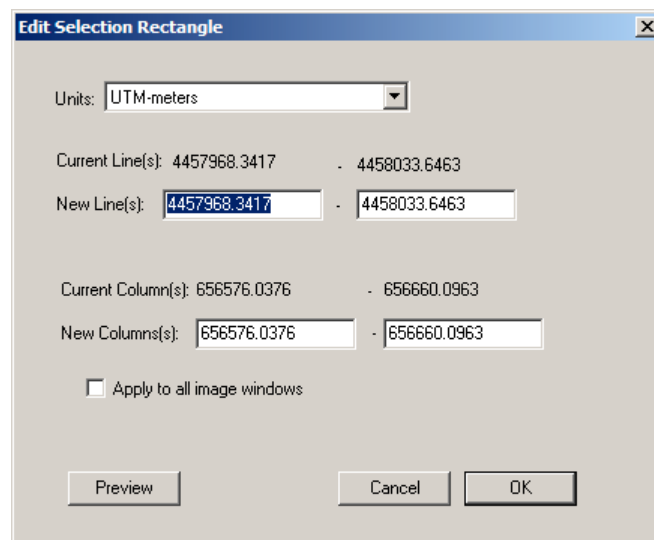 Edit Selection Rectangle
Units: UTM-meters
Current Line(s): 4457968.3417 - 4458033.6463
New Line(s): 4457968.3417 - 4458033.6463
Current Column(s): 656576.0376 - 656660.0963
New Columns(s): 656576.0376 - 656660.0963
Apply to all image windows
Preview Cancel OK